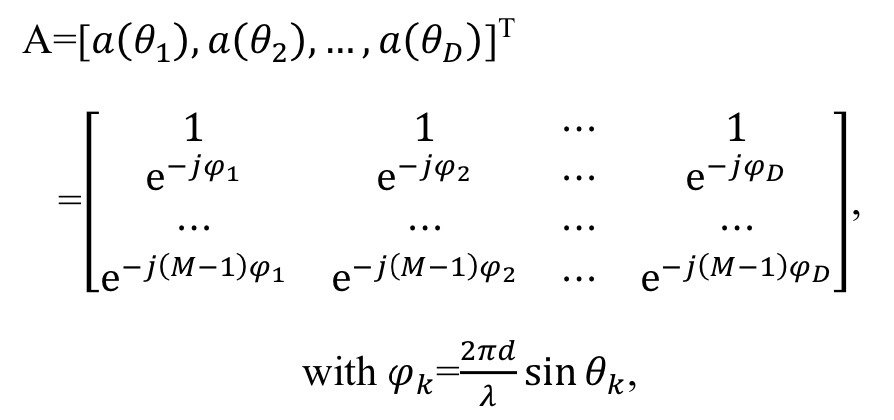 A=[𝑎(𝜃₁), 𝑎(𝜃₂), … , 𝑎(𝜃_D)]ᵀ
=[1 1 ⋯ 1
e^{−jφ₁} e^{−jφ₂} ⋯ e^{−jφ_D}
⋯ ⋯ ⋯ ⋯
e^{−j(M−1)φ₁} e^{−j(M−1)φ₂} ⋯ e^{−j(M−1)φ_D}],
with φ_k=\frac{2πd}{λ} sin θ_k,